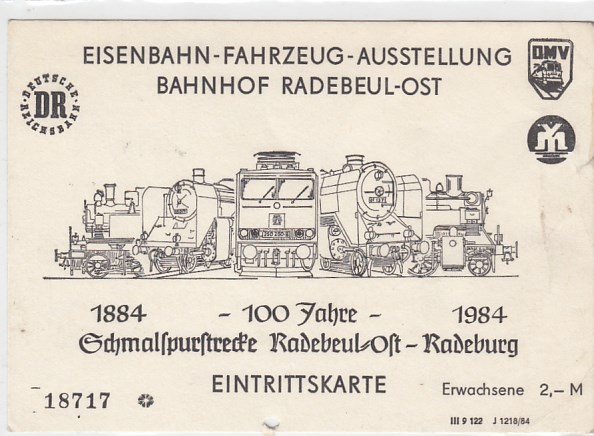 EISENBAHN-FAHRZEUG-AUSSTELLUNG
BAHNHOF RADEBEUL-OST
DEUTSCHE REICHSBAHN
DR
DMV
1884 - 100 Jahre - 1984
Schmalspurstrecke Radebeul-Ost - Radeburg
EINTRITTSKARTE
Erwachsene 2,– M
18717
III 9 122 J 1218/84